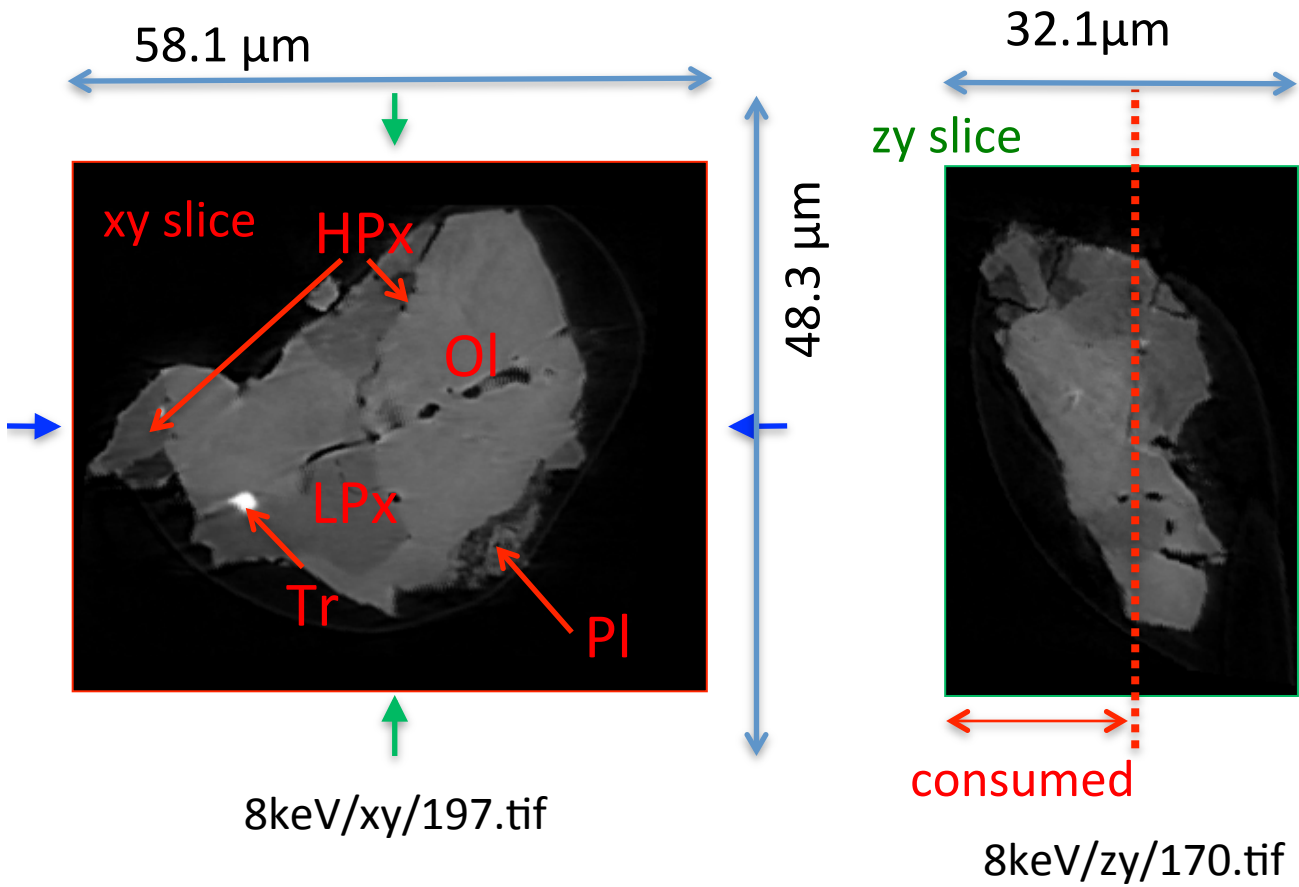 58.1 μm
32.1μm
zy slice
xy slice
HPx
48.3 μm
Ol
LPx
Tr
Pl
consumed
8keV/xy/197.tif
8keV/zy/170.tif